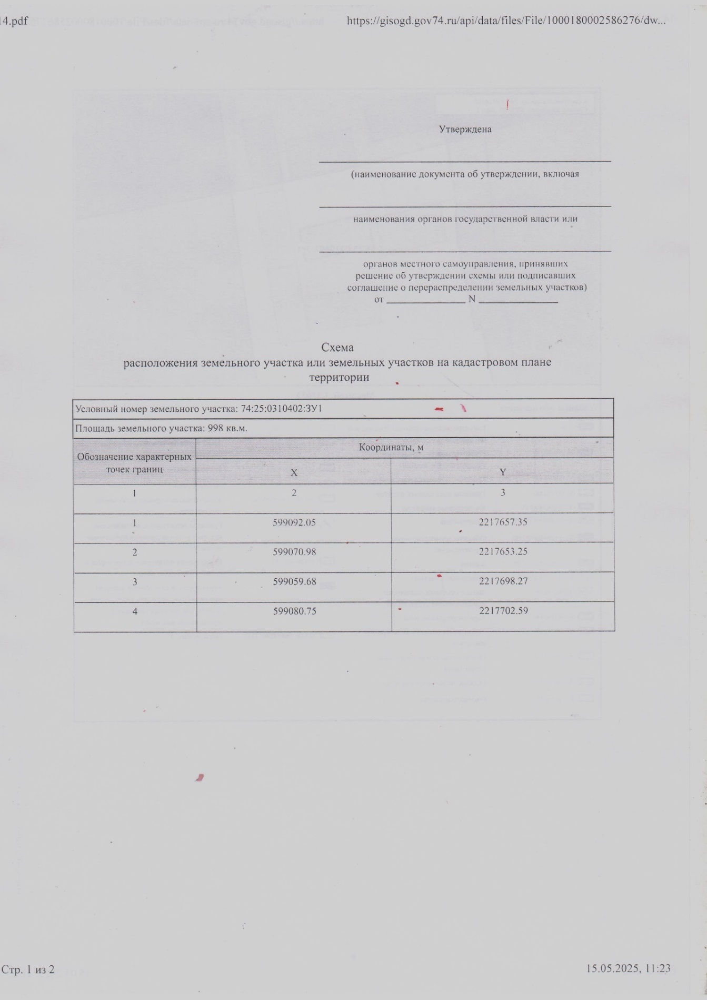 14.pdf
https://gisogd.gov74.ru/api/data/files/File/1000180002586276/dw...
Утверждена
(наименование документа об утверждении, включая
наименования органов государственной власти или
органов местного самоуправления, принявших
решение об утверждении схемы или подписавших
соглашение о перераспределении земельных участков)
от _______________ N _______________
Схема
расположения земельного участка или земельных участков на кадастровом плане
территории
Условный номер земельного участка: 74:25:0310402:ЗУ1
Площадь земельного участка: 998 кв.м.
Обозначение характерных точек границ
Координаты, м
X Y
1 2 3
1 599092.05 2217657.35
2 599070.98 2217653.25
3 599059.68 2217698.27
4 599080.75 2217702.59
Стр. 1 из 2
15.05.2025, 11:23